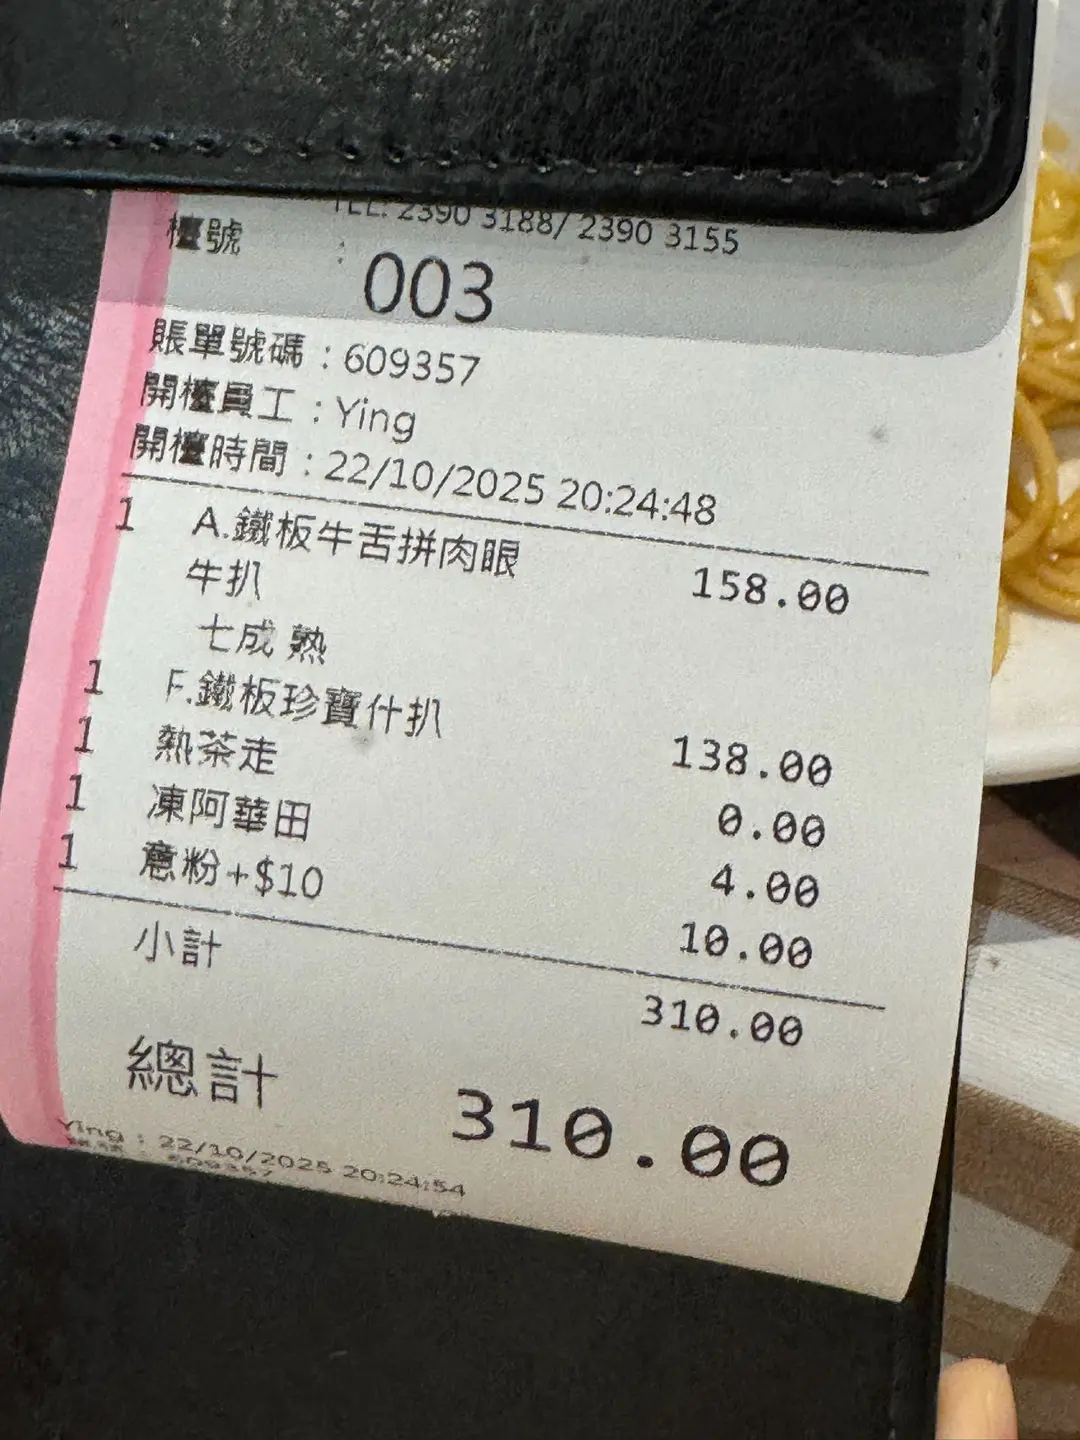 TEL: 2390 3188/ 2390 3155
檯號 : 003
賬單號碼 : 609357
開檯員工 : Ying
開檯時間 : 22/10/2025 20:24:48
1 A.鐵板牛舌拼肉眼 158.00
牛扒
七成熟
1 F.鐵板珍寶什扒 138.00
1 熱茶走 0.00
1 凍阿華田 4.00
1 意粉+$10 10.00
小計 310.00
總計 310.00
Ying : 22/10/2025 20:24:54
: 609357